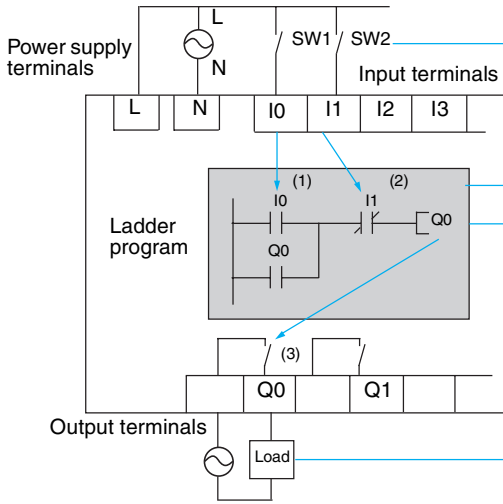 L
Power supply
terminals
N
SW1
SW2
Input terminals
L
N
I0
I1
I2
I3
(1)
(2)
I0
I1
Q0
Ladder
program
Q0
(3)
Q0
Q1
Output terminals
Load